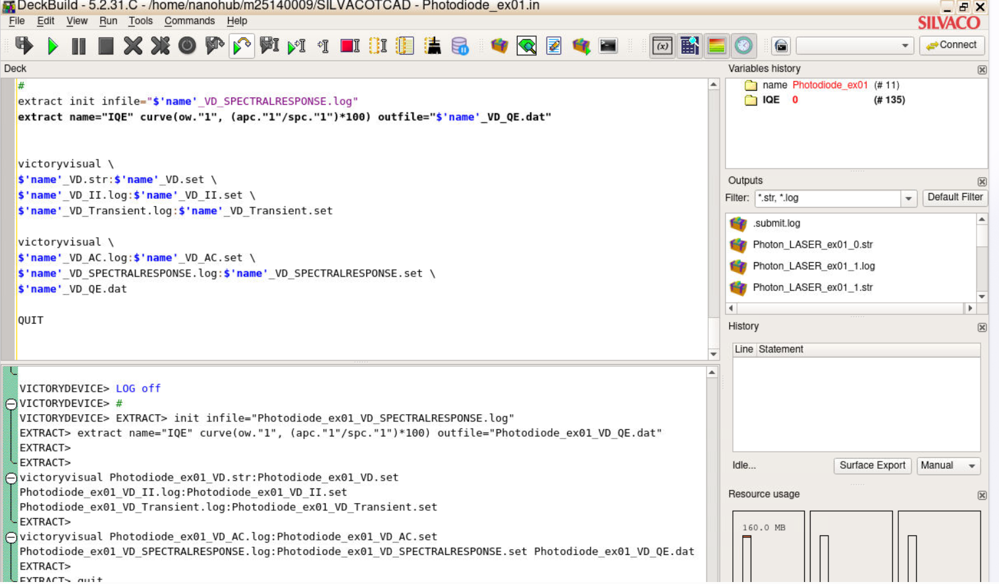 DeckBuild - 5.2.31.C - /home/nanohub/m25140009/SILVACOTCAD - Photodiode_ex01.in
File Edit View Run Tools Commands Help
SILVACO
(x)
Connect
Deck
#
extract init infile="$'name'_VD_SPECTRALRESPONSE.log"
extract name="IQE" curve(ow."1", (apc."1"/spc."1")*100) outfile="$'name'_VD_QE.dat"
victoryvisual \
$'name'_VD.str:$'name'_VD.set \
$'name'_VD_II.log:$'name'_VD_II.set \
$'name'_VD_Transient.log:$'name'_VD_Transient.set
victoryvisual \
$'name'_VD_AC.log:$'name'_VD_AC.set \
$'name'_VD_SPECTRALRESPONSE.log:$'name'_VD_SPECTRALRESPONSE.set \
$'name'_VD_QE.dat
QUIT
VICTORYDEVICE> LOG off
VICTORYDEVICE> #
VICTORYDEVICE> EXTRACT> init infile="Photodiode_ex01_VD_SPECTRALRESPONSE.log"
EXTRACT> extract name="IQE" curve(ow."1", (apc."1"/spc."1")*100) outfile="Photodiode_ex01_VD_QE.dat"
EXTRACT>
EXTRACT>
victoryvisual Photodiode_ex01_VD.str:Photodiode_ex01_VD.set
Photodiode_ex01_VD_II.log:Photodiode_ex01_VD_II.set
Photodiode_ex01_VD_Transient.log:Photodiode_ex01_VD_Transient.set
EXTRACT>
victoryvisual Photodiode_ex01_VD_AC.log:Photodiode_ex01_VD_AC.set
Photodiode_ex01_VD_SPECTRALRESPONSE.log:Photodiode_ex01_VD_SPECTRALRESPONSE.set Photodiode_ex01_VD_QE.dat
EXTRACT>
EXTRACT> quit
Variables history
name Photodiode_ex01 (# 11)
IQE 0 (# 135)
Outputs
Filter: *.str, *.log Default Filter
.submit.log
Photon_LASER_ex01_0.str
Photon_LASER_ex01_1.log
Photon_LASER_ex01_1.str
History
Line Statement
Idle... Surface Export Manual
Resource usage
160.0 MB